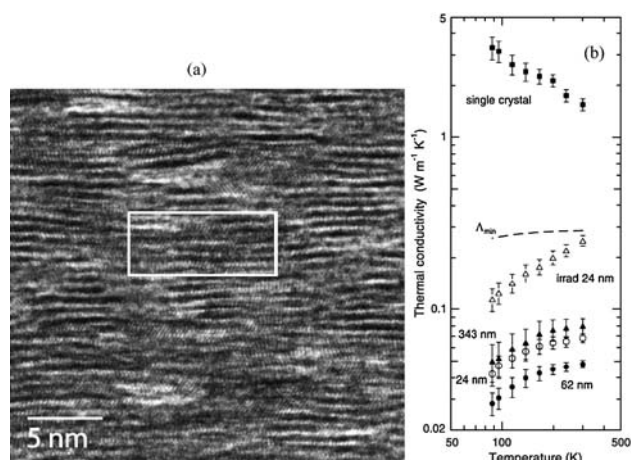 (a)
5 nm
(b)
Thermal conductivity (W m⁻¹ K⁻¹)
5
single crystal
1
Λmin
irrad 24 nm
0.1
343 nm
24 nm
62 nm
0.02
50
100
500
Temperature (K)